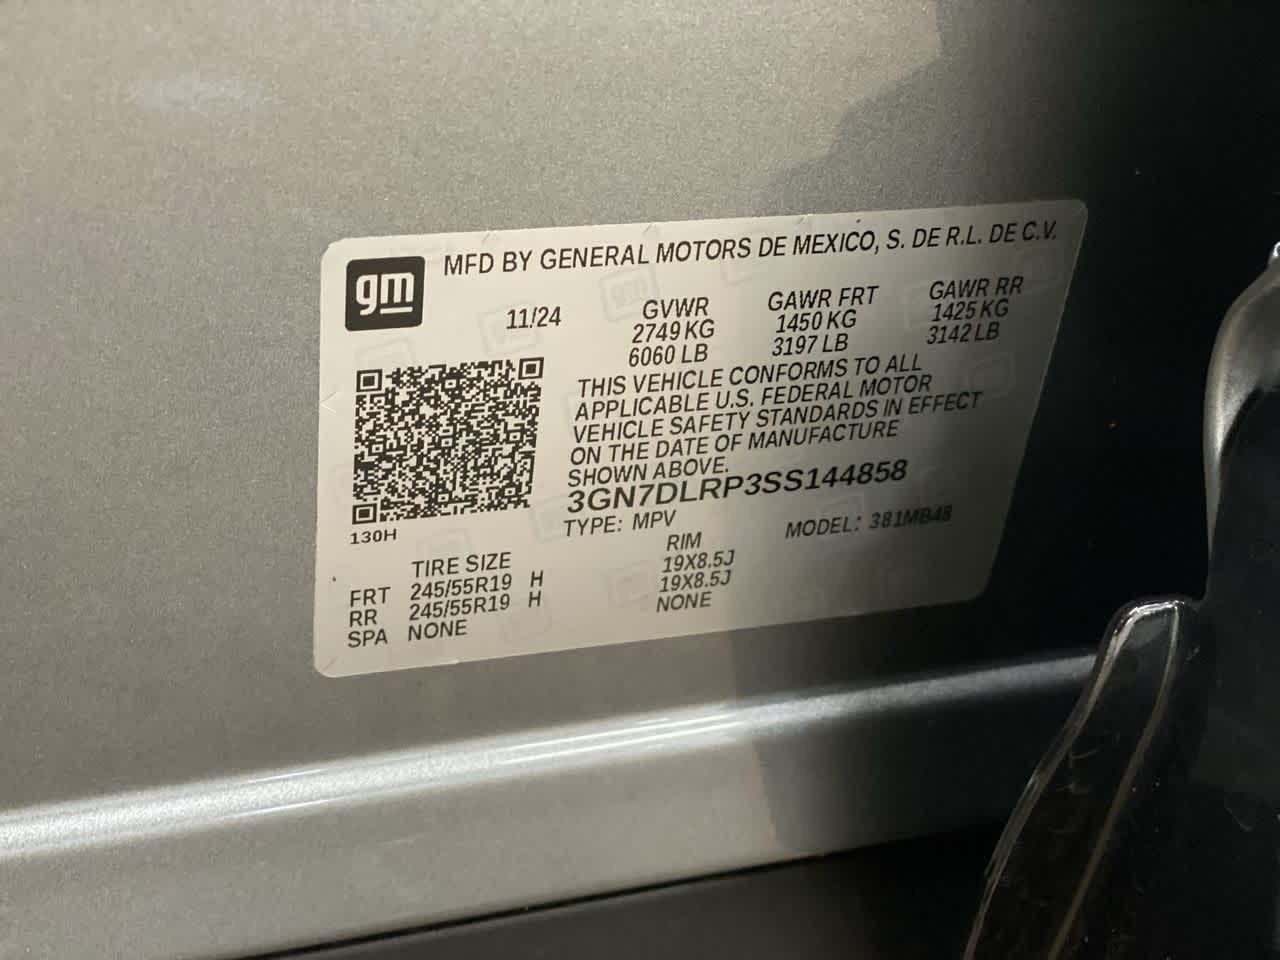 gm
MFD BY GENERAL MOTORS DE MEXICO, S. DE R.L. DE C.V.
11/24 GVWR GAWR FRT GAWR RR
2749 KG 1450 KG 1425 KG
6060 LB 3197 LB 3142 LB
THIS VEHICLE CONFORMS TO ALL
APPLICABLE U.S. FEDERAL MOTOR
VEHICLE SAFETY STANDARDS IN EFFECT
ON THE DATE OF MANUFACTURE
SHOWN ABOVE.
3GN7DLRP3SS144858
130H
TYPE: MPV MODEL: 381MB48
TIRE SIZE RIM
FRT 245/55R19 H 19X8.5J
RR 245/55R19 H 19X8.5J
SPA NONE NONE